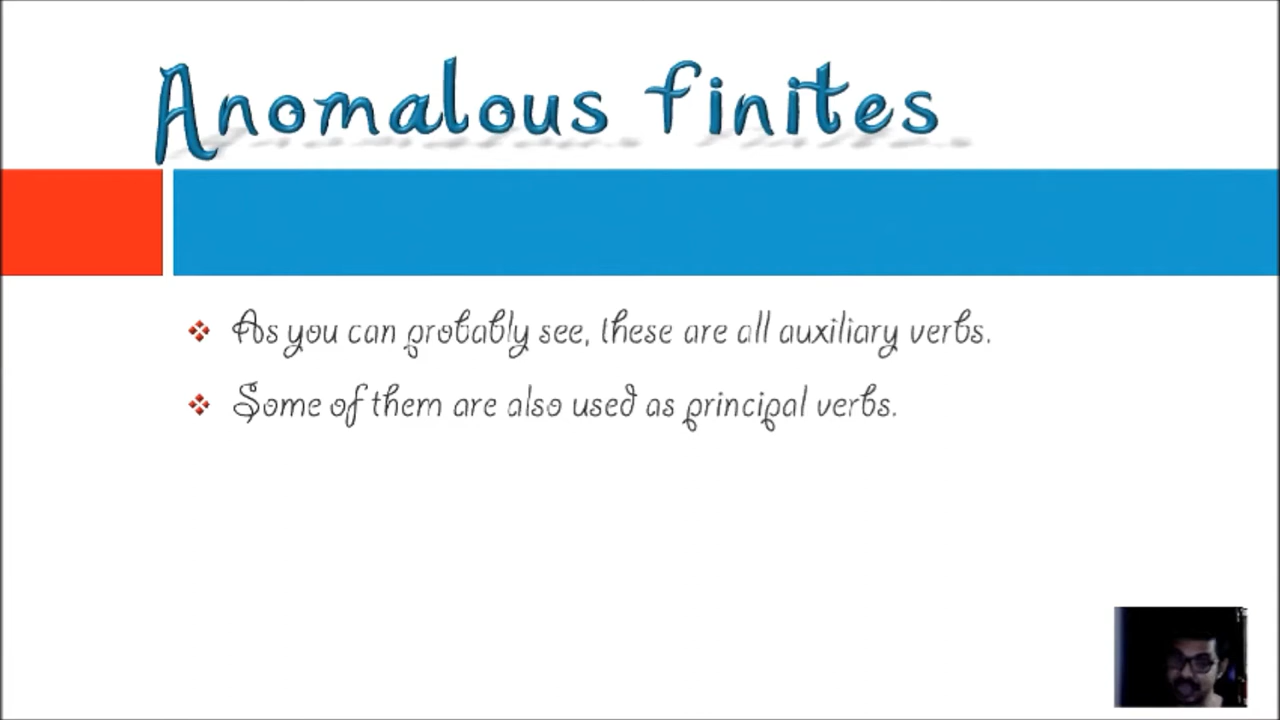 Anomalous finites
As you can probably see, these are all auxiliary verbs.
Some of them are also used as principal verbs.